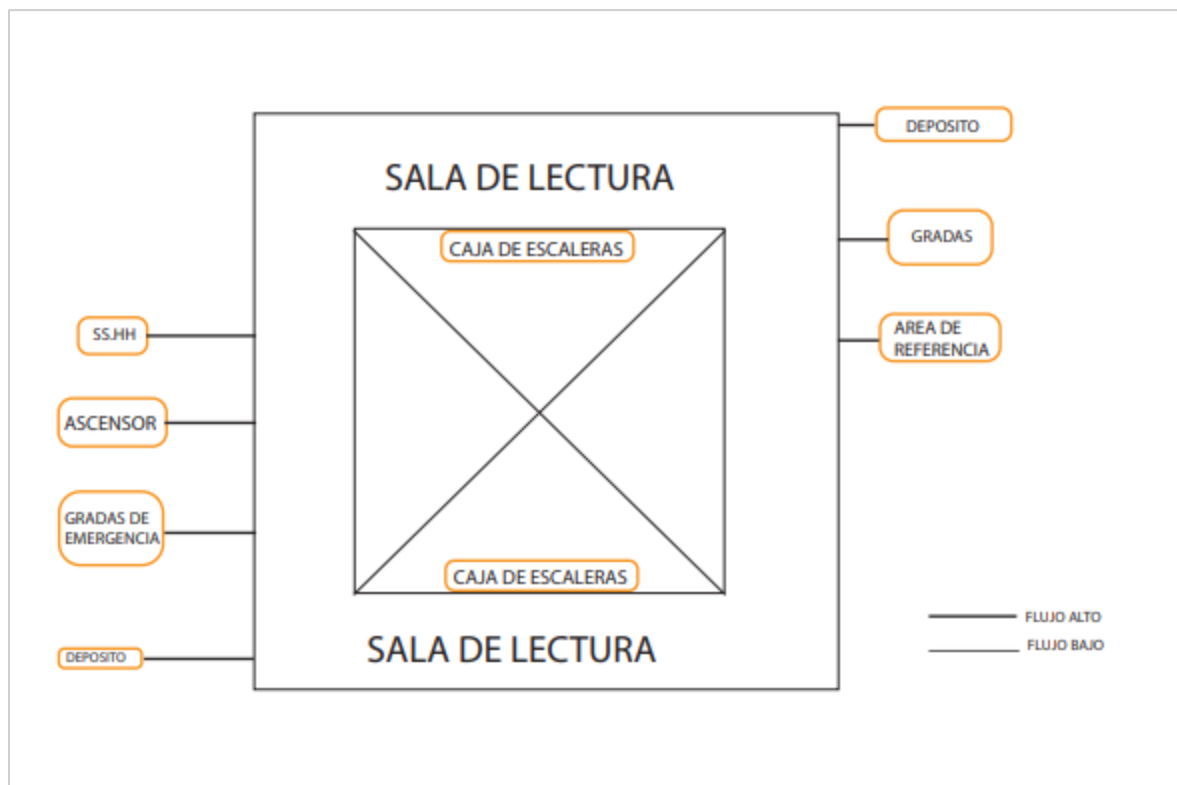 DEPOSITO
SALA DE LECTURA
GRADAS
CAJA DE ESCALERAS
SS.HH
AREA DE
REFERENCIA
ASCENSOR
GRADAS DE
EMERGENCIA
CAJA DE ESCALERAS
FLUJO ALTO
SALA DE LECTURA
FLUJO BAJO
DEPOSITO